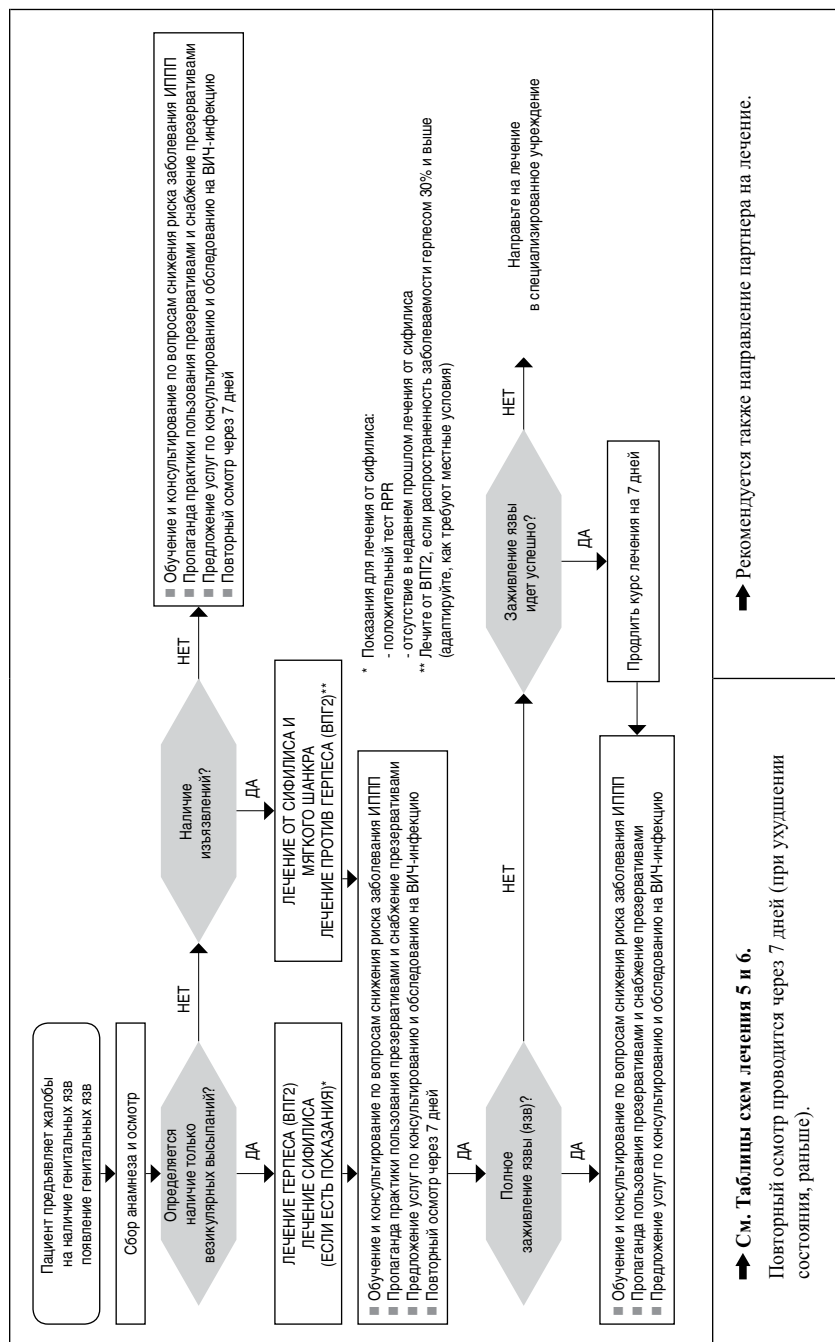 Пациент предъявляет жалобы
на наличие генитальных язв
появление генитальных язв
Сбор анамнеза и осмотр
Определяется
наличие только
везикулярных высыпаний?
НЕТ
Наличие
изъязвлений?
НЕТ
Обучение и консультирование по вопросам снижения риска заболевания ИППП
Пропаганда практики пользования презервативами и снабжение презервативами
Предложение услуг по консультированию и обследованию на ВИЧ-инфекцию
Повторный осмотр через 7 дней
ДА
ДА
ЛЕЧЕНИЕ ГЕРПЕСА (ВПГ2)
ЛЕЧЕНИЕ СИФИЛИСА
(ЕСЛИ ЕСТЬ ПОКАЗАНИЯ)*
ЛЕЧЕНИЕ ОТ СИФИЛИСА И
МЯГКОГО ШАНКРА
ЛЕЧЕНИЕ ПРОТИВ ГЕРПЕСА (ВПГ2)**
Обучение и консультирование по вопросам снижения риска заболевания ИППП
Пропаганда практики пользования презервативами и снабжение презервативами
Предложение услуг по консультированию и обследованию на ВИЧ-инфекцию
Повторный осмотр через 7 дней
* Показания для лечения от сифилиса:
- положительный тест RPR
- отсутствие в недавнем прошлом лечения от сифилиса
** Лечите от ВПГ2, если распространенность заболеваемости герпесом 30% и выше
(адаптируйте, как требуют местные условия)
ДА
Полное
заживление язвы (язв)?
НЕТ
Заживление язвы
идет успешно?
НЕТ
Направьте на лечение
в специализированное учреждение
ДА
ДА
Обучение и консультирование по вопросам снижения риска заболевания ИППП
Пропаганда пользования презервативами и снабжение презервативами
Предложение услуг по консультированию и обследованию на ВИЧ-инфекцию
Продлить курс лечения на 7 дней
См. Таблицы схем лечения 5 и 6.
Повторный осмотр проводится через 7 дней (при ухудшении
состояния, раньше).
Рекомендуется также направление партнера на лечение.